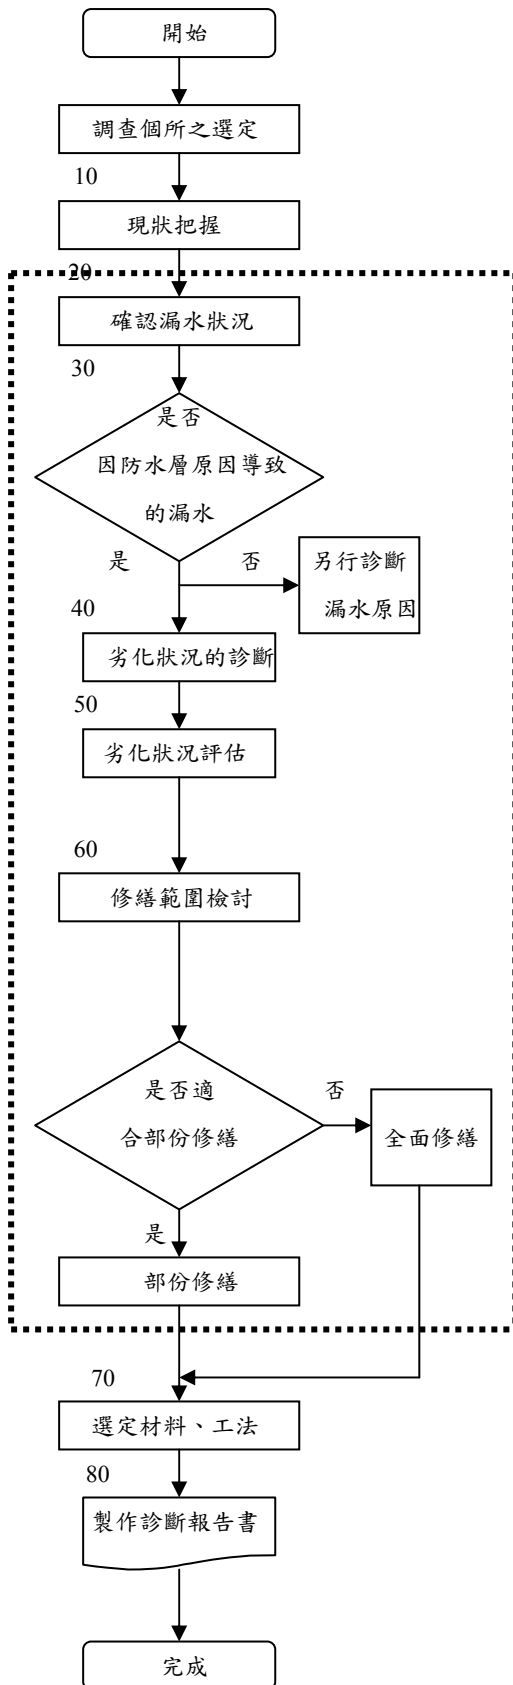 開始
調查個所之選定
10
現狀把握
20
確認漏水狀況
30
是否
因防水層原因導致
的漏水
是
否
另行診斷
漏水原因
40
劣化狀況的診斷
50
劣化狀況評估
60
修繕範圍檢討
是否適
合部份修繕
否
全面修繕
是
部份修繕
70
選定材料、工法
80
製作診斷報告書
完成